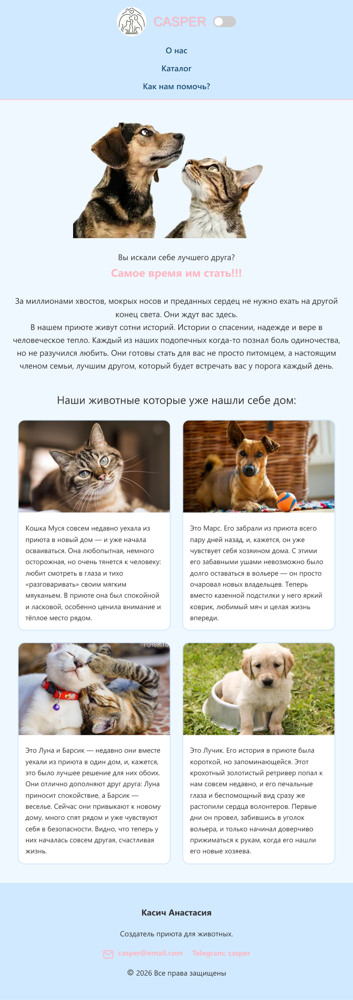 CASPER
О нас
Каталог
Как нам помочь?
Вы искали себе лучшего друга?
Самое время им стать!!!
За миллионами хвостов, мокрых носов и преданных сердец не нужно ехать на другой
конец света. Они ждут вас здесь.
В нашем приюте живут сотни историй. Истории о спасении, надежде и вере в
человеческое тепло. Каждый из наших подопечных когда-то познал боль одиночества,
но не разучился любить. Они готовы стать для вас не просто питомцем, а настоящим
членом семьи, лучшим другом, который будет встречать вас у порога каждый день.
Наши животные которые уже нашли себе дом:
Кошка Муся совсем недавно уехала из
приюта в новый дом — и уже начала
осваиваться. Она любопытная, немного
осторожная, но очень тянется к человеку:
любит смотреть в глаза и тихо
«разговаривать» своим мягким
мяуканьем. В приюте она был спокойной
и ласковой, особенно ценила внимание и
тёплое место рядом.
Это Марс. Его забрали из приюта всего
пару дней назад, и, кажется, он уже
чувствует себя хозяином дома. С этими
его забавными ушами невозможно было
долго оставаться в вольере — он просто
очаровал новых владельцев. Теперь
вместо казенной подстилки у него яркий
коврик, любимый мяч и целая жизнь
впереди.
Это Луна и Барсик — недавно они вместе
уехали из приюта в один дом, и, кажется,
это было лучшее решение для них обоих.
Они отлично дополняют друг друга: Луна
приносит спокойствие, а Барсик —
веселье. Сейчас они привыкают к новому
дому, много спят рядом и уже чувствуют
себя в безопасности. Видно, что теперь у
них началась совсем другая, счастливая
жизнь.
Это Лучик. Его история в приюте была
короткой, но запоминающейся. Этот
крохотный золотистый ретривер попал к
нам совсем недавно, и его печальные
глаза и беспомощный вид сразу же
растопили сердца волонтеров. Первые
дни он провел, забившись в уголок
вольера, и только начинал доверчиво
прижиматься к рукам, когда его нашли
его новые хозяева.
Касич Анастасия
Создатель приюта для животных.
casper@email.com Telegram: casper
© 2026 Все права защищены